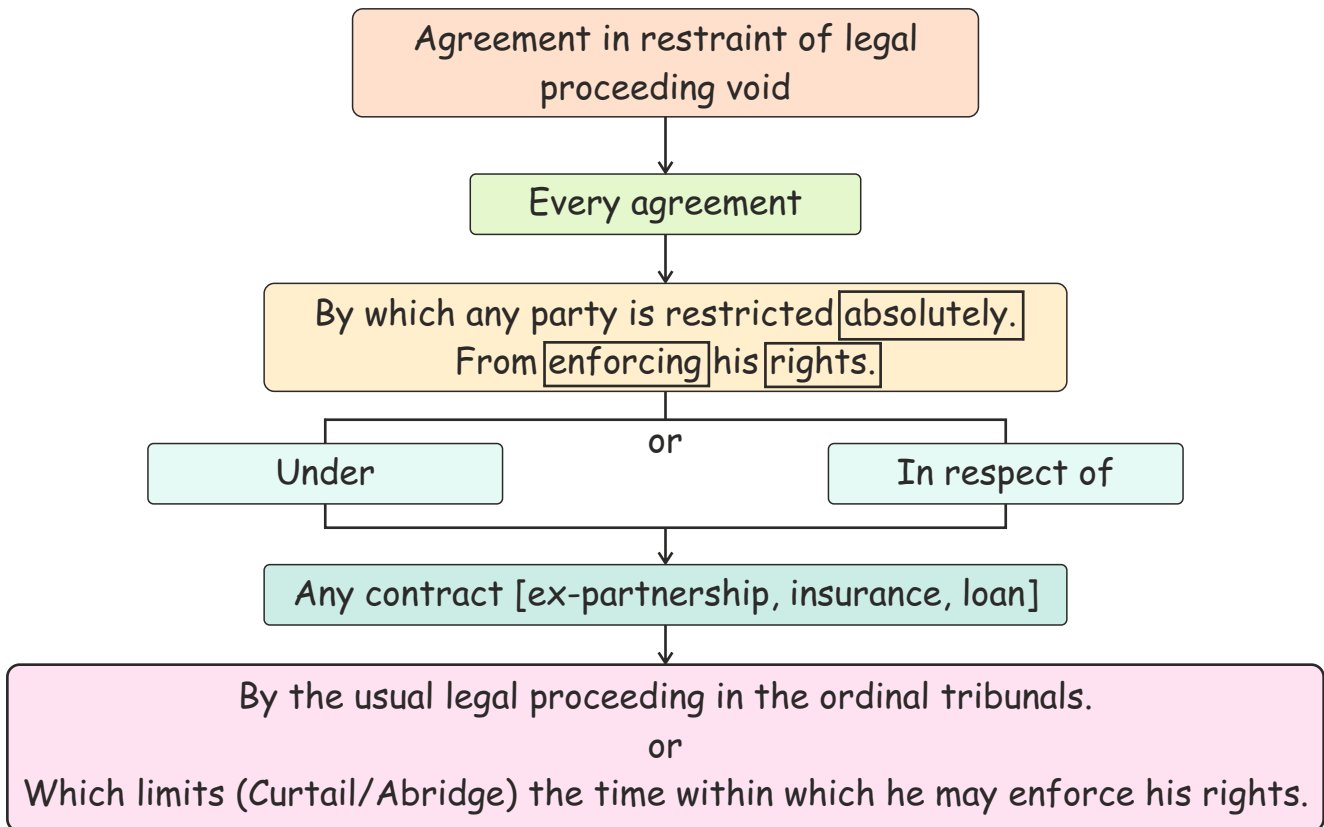 Agreement in restraint of legal
proceeding void
Every agreement
By which any party is restricted absolutely.
From enforcing his rights.
or
Under
In respect of
Any contract [ex-partnership, insurance, loan]
By the usual legal proceeding in the ordinal tribunals.
or
Which limits (Curtail/Abridge) the time within which he may enforce his rights.